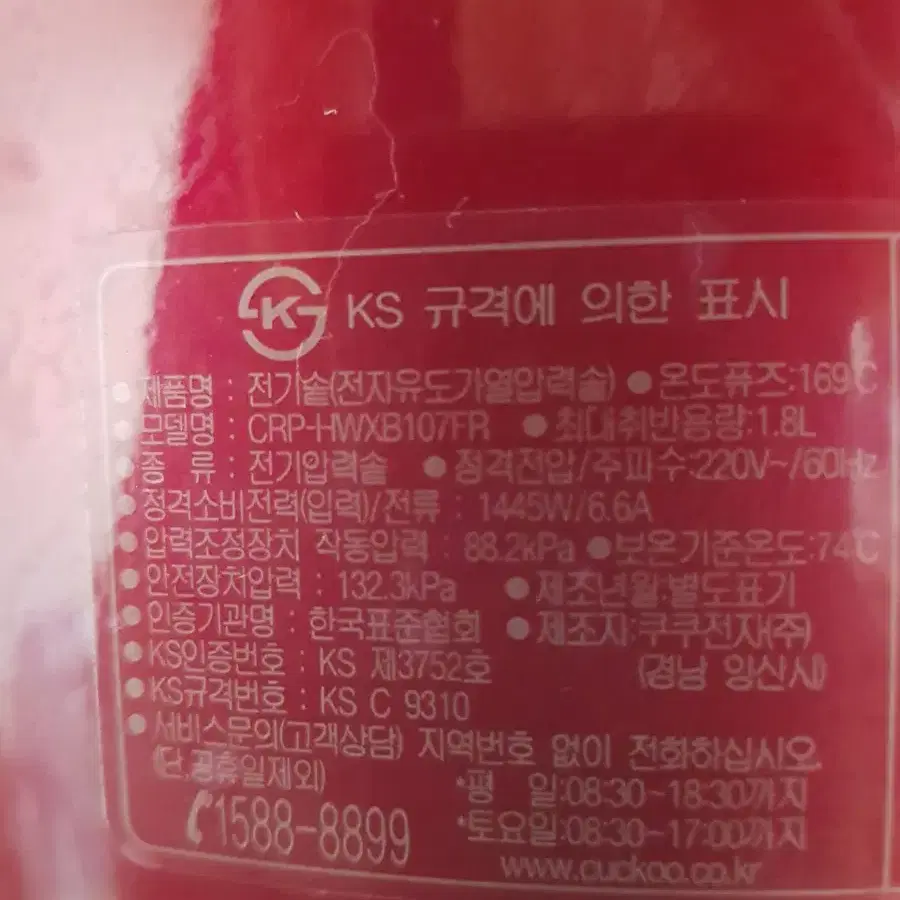 KS 규격에 의한 표시
● 제품명 : 전기솥(전자유도가열압력솥) ● 온도퓨즈:169℃
● 모델명 : CRP-HWXB107FR ● 최대취반용량:1.8L
● 종 류 : 전기압력솥 ● 정격전압/주파수:220V~/60Hz
● 정격소비전력(입력)/전류 : 1445W/6.6A
● 압력조정장치 작동압력 : 88.2kPa ● 보온기준온도:74℃
● 안전장치압력 : 132.3kPa ● 제조년월:별도표기
● 인증기관명 : 한국표준협회 ● 제조자:쿠쿠전자(주)
● KS인증번호 : KS 제3752호 (경남 양산시)
● KS규격번호 : KS C 9310
● 서비스문의(고객상담) 지역번호 없이 전화하십시오.
(단,공휴일제외) *평 일:08:30~18:30까지
✆1588-8899 *토요일:08:30~17:00까지
www.cuckoo.co.kr